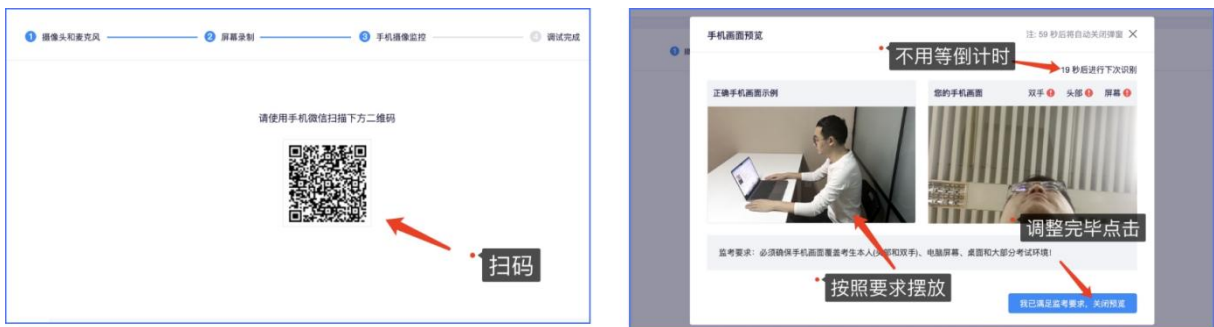 1 摄像头和麦克风
2 屏幕录制
3 手机摄像监控
4 调试完成
请使用手机微信扫描下方二维码
扫码
手机画面预览
注: 59 秒后将自动关闭弹窗
不用等倒计时
19 秒后进行下次识别
正确手机画面示例
您的手机画面
双手
头部
屏幕
调整完毕点击
监考要求: 必须确保手机画面覆盖考生本人(头部和双手)、电脑屏幕、桌面和大部分考试环境!
按照要求摆放
我已满足监考要求, 关闭预览